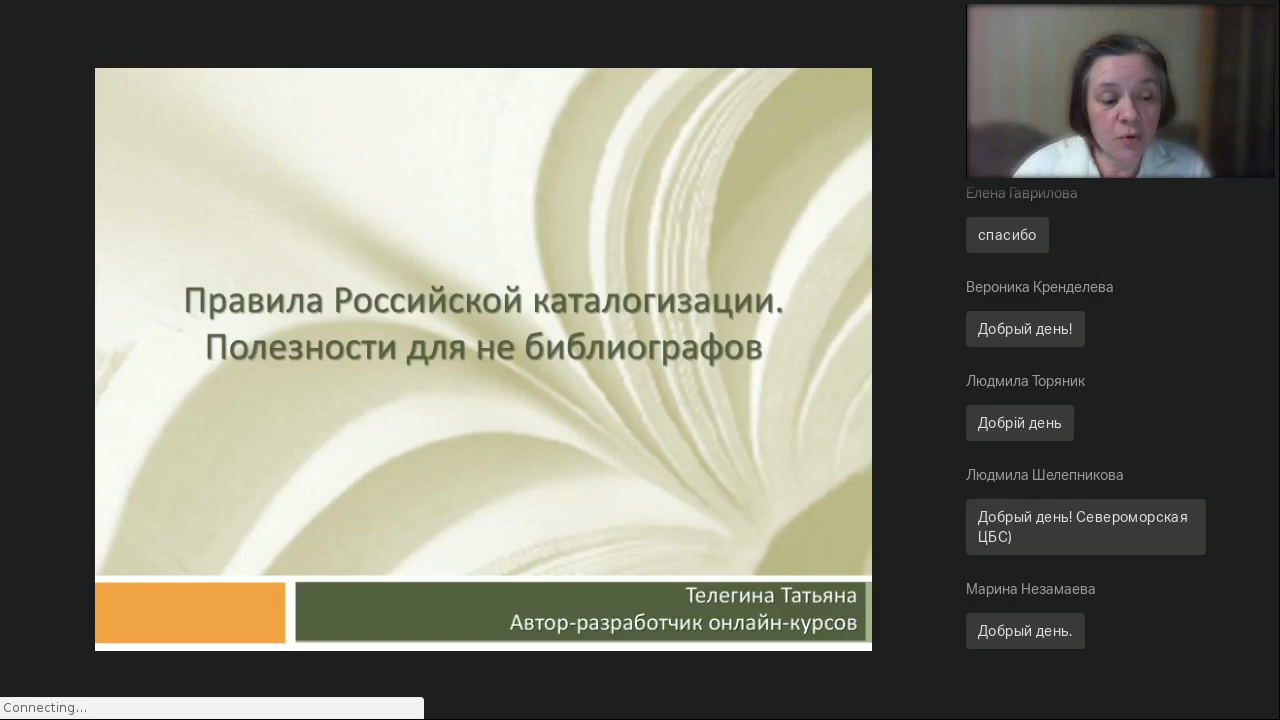 Правила Российской каталогизации.
Полезности для не библиографов
Телегина Татьяна
Автор-разработчик онлайн-курсов
Елена Гаврилова
спасибо
Вероника Кренделева
Добрый день!
Людмила Торяник
Добрій день
Людмила Шелепникова
Добрый день! Североморская
ЦБС)
Марина Незамаева
Добрый день.
Connecting...